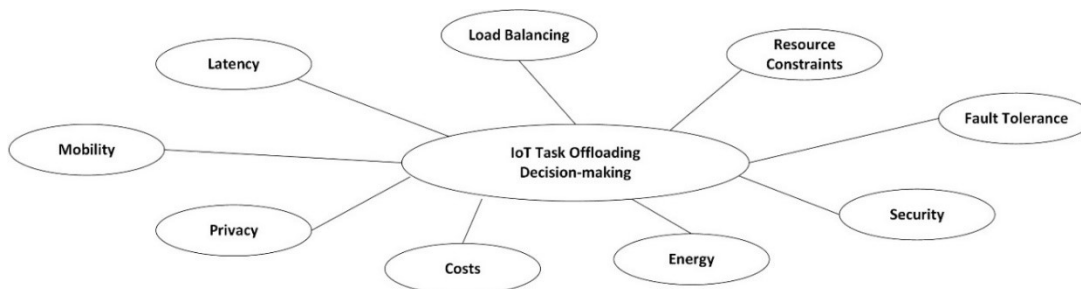 Load Balancing
Resource
Constraints
Latency
Fault Tolerance
Mobility
IoT Task Offloading
Decision-making
Security
Privacy
Energy
Costs